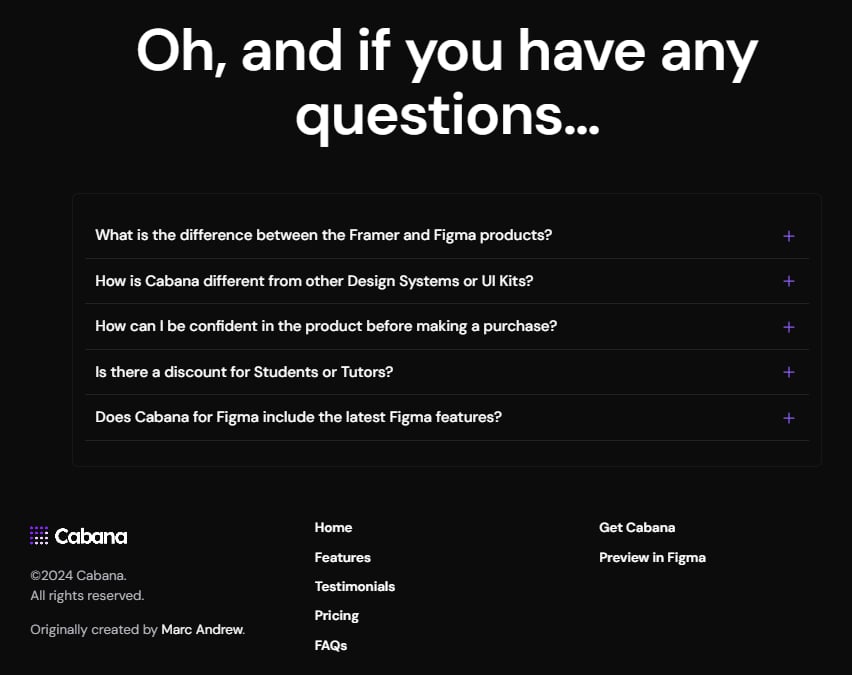 Oh, and if you have any
questions...
What is the difference between the Framer and Figma products?
How is Cabana different from other Design Systems or UI Kits?
How can I be confident in the product before making a purchase?
Is there a discount for Students or Tutors?
Does Cabana for Figma include the latest Figma features?
Cabana
©2024 Cabana.
All rights reserved.
Originally created by Marc Andrew.
Home
Features
Testimonials
Pricing
FAQs
Get Cabana
Preview in Figma